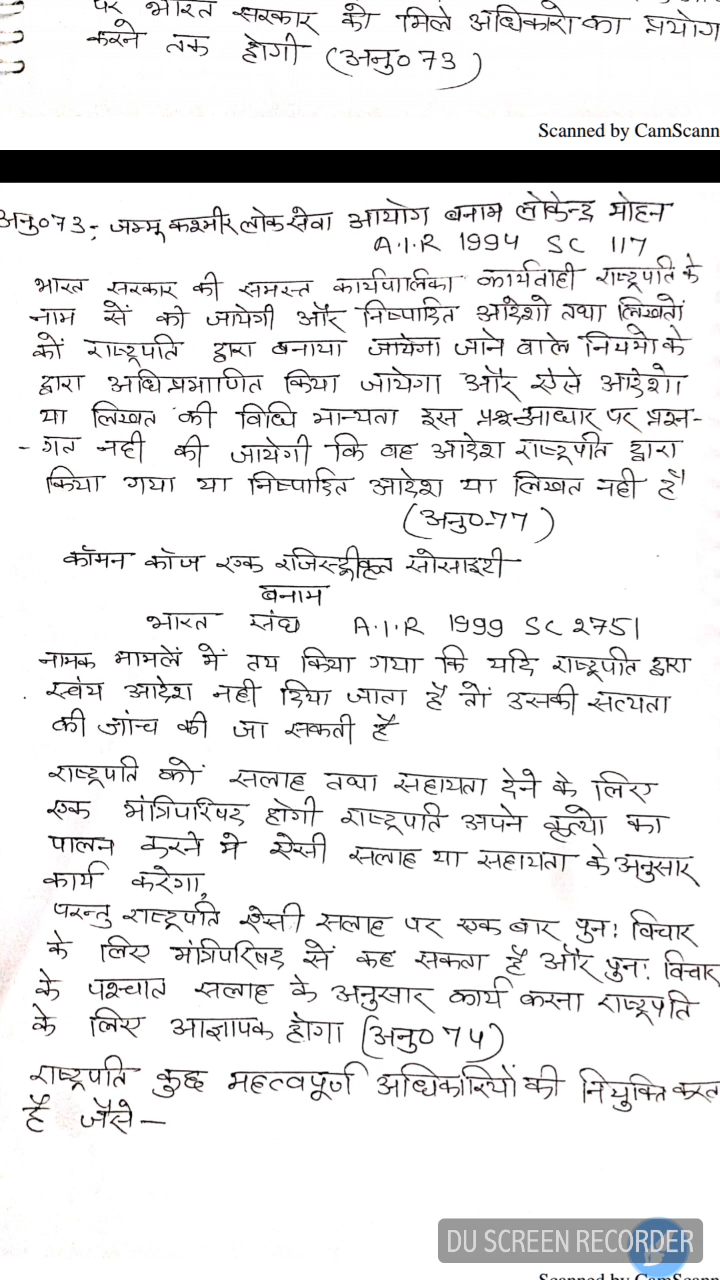 पर भारत सरकार को मिले अधिकारो का प्रयोग
करने तक होगी (अनु० 73)
Scanned by CamScann
अनु० 73 - जम्मू कश्मीर लोक सेवा आयोग बनाम लोकेन्द्र मोहन
A.I.R 1994 SC 117
भारत सरकार की समस्त कार्यपालिका कार्यवाही राष्ट्रपति के
नाम सें की जायेगी और निष्पादित आदेशो तथा लिखतों
कों राष्ट्रपति द्वारा बनाया जायेगा जाने वाले नियमो के
द्वारा अधिप्रमाणित किया जायेगा और ऐसे आदेशों
या लिखत की विधि मान्यता इस आधार पर प्रश्न-
- गत नही की जायेगी कि वह आदेश राष्ट्रपति द्वारा
किया गया या निष्पादित आदेश या लिखत नही है
(अनु०-77)
कॉमन कॉज एक रजिस्ट्रीकृत सोसाइटी
बनाम
भारत संघ A.I.R 1999 SC 2751
नामक मामलें में तय किया गया कि यदि राष्ट्रपति द्वारा
स्वंय आदेश नही दिया जाता है तों उसकी सत्यता
की जांच की जा सकती है
राष्ट्रपति कों सलाह तथा सहायता देने के लिए
एक मंत्रिपरिषद होगी राष्ट्रपति अपने कृत्यो का
पालन करने मे ऐसी सलाह या सहायता के अनुसार
कार्य करेगा,
परन्तु राष्ट्रपति ऐसी सलाह पर एक बार पुन: विचार
के लिए मंत्रिपरिषद सें कह सकता है और पुन: विचार
के पश्चात सलाह के अनुसार कार्य करना राष्ट्रपति
के लिए आज्ञापक होगा (अनु० 74)
राष्ट्रपति कुछ महत्वपूर्ण अधिकारियों की नियुक्ति करत
है जैसे —
DU SCREEN RECORDER